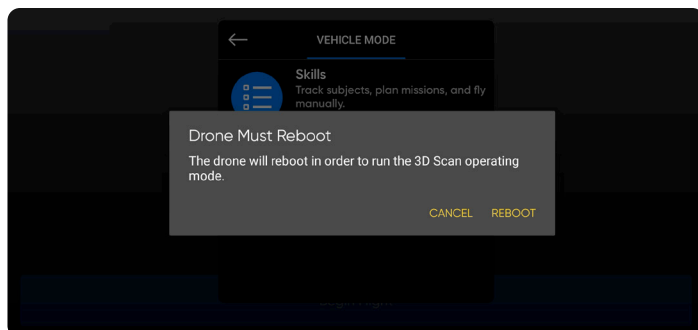 VEHICLE MODE
Skills
Track subjects, plan missions, and fly
manually.
Drone Must Reboot
The drone will reboot in order to run the 3D Scan operating
mode.
CANCEL REBOOT